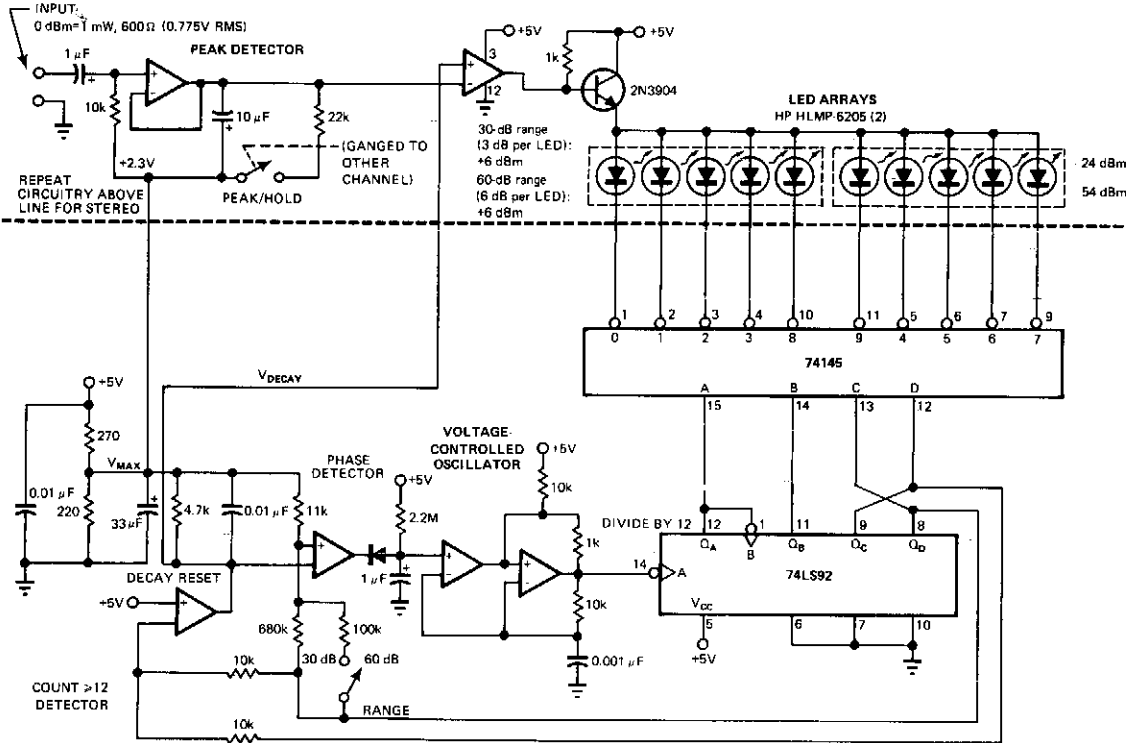 INPUT:
0 dBm=1 mW, 600Ω (0.775V RMS)
PEAK DETECTOR
1 µF
+
+
−
10k
10 µF
+
22k
+2.3V
(GANGED TO
OTHER
CHANNEL)
PEAK/HOLD
REPEAT
CIRCUITRY ABOVE
LINE FOR STEREO
+5V
3
+
−
12
1k
+5V
2N3904
30-dB range
(3 dB per LED):
+6 dBm
60-dB range
(6 dB per LED):
+6 dBm
LED ARRAYS
HP HLMP-6205 (2)
24 dBm
54 dBm
1 2 3 4 10 11 5 6 7 9
0 1 2 3 8 9 4 5 6 7
74145
A B C D
15 14 13 12
VDECAY
+5V
270
VMAX
0.01 µF
220
33 µF
+
4.7k
0.01 µF
11k
PHASE
DETECTOR
+5V
2.2M
+
−
1 µF
+
VOLTAGE-
CONTROLLED
OSCILLATOR
+5V
10k
+
−
+
−
1k
10k
0.001 µF
DIVIDE BY 12
12 1 11 9 8
QA B QB QC QD
14
A
74LS92
VCC
5 6 7 10
+5V
DECAY RESET
+5V
+
−
680k
100k
30 dB
60 dB
10k
RANGE
COUNT ≥12
DETECTOR
10k